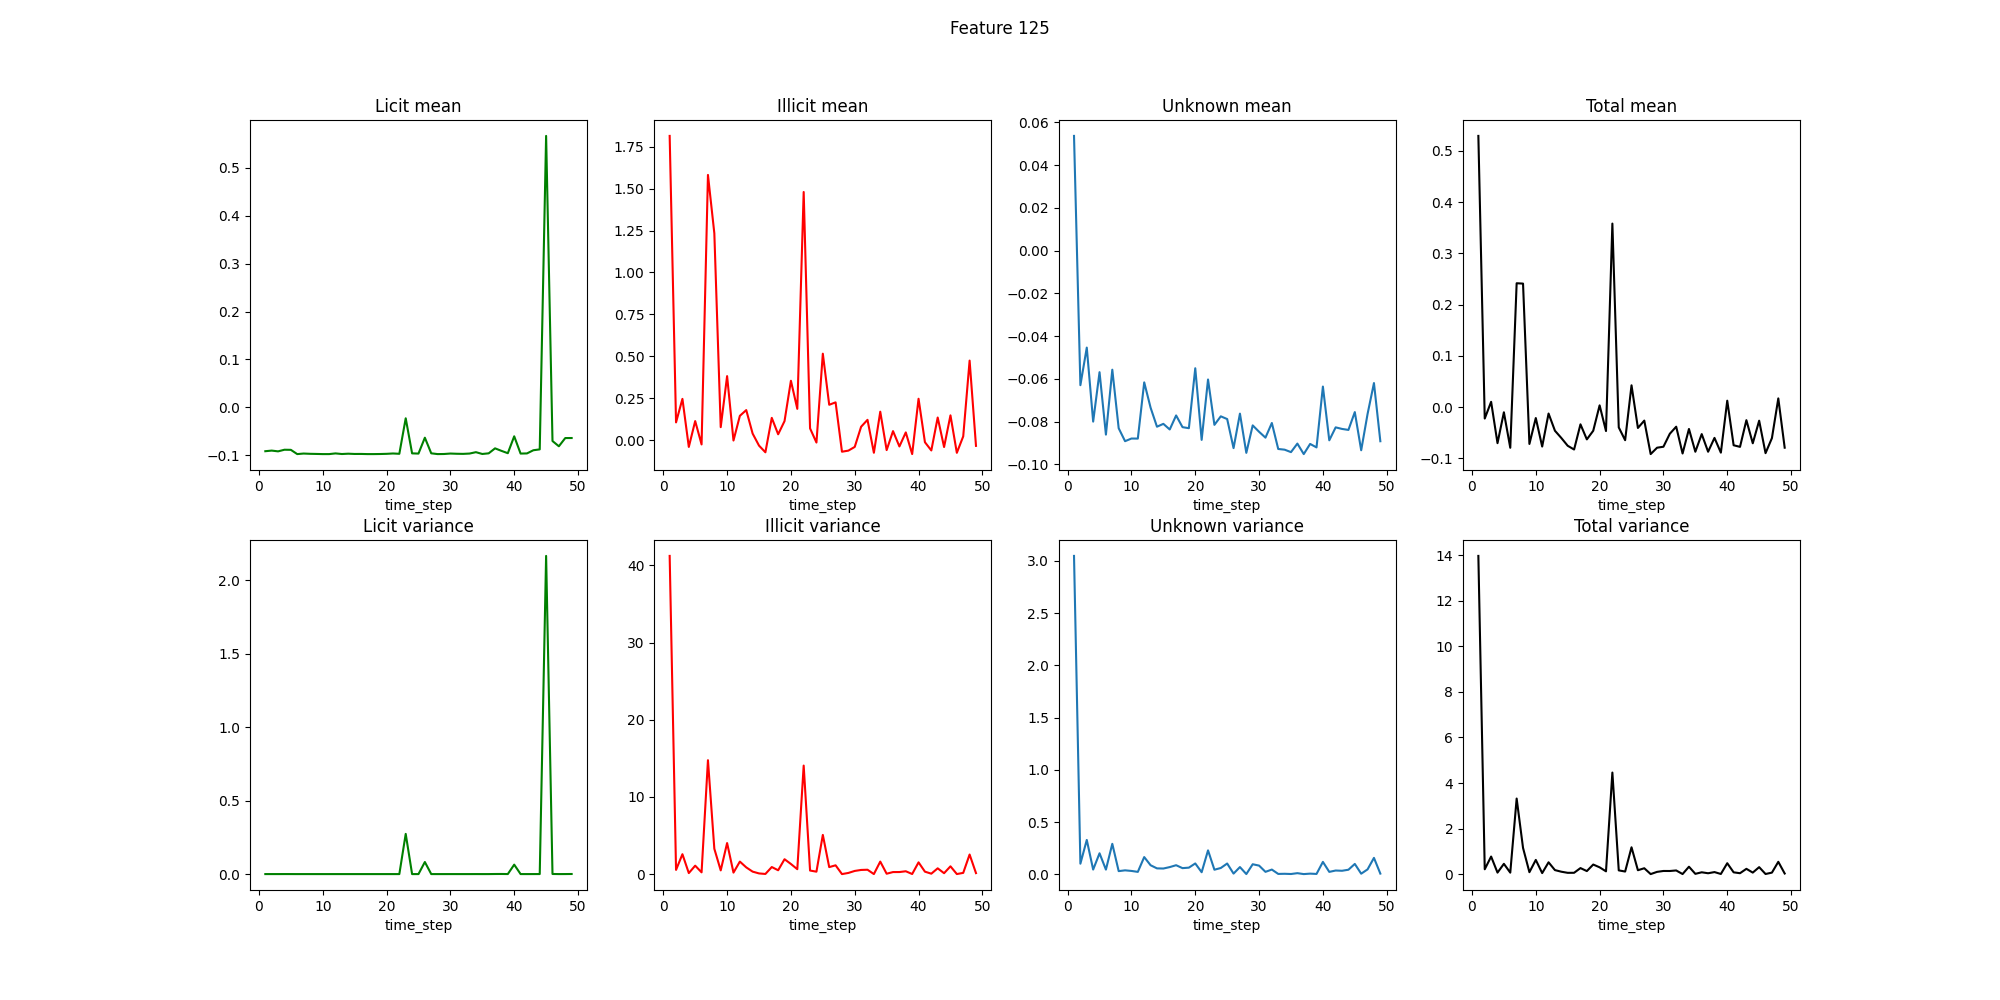 Feature 125
Licit mean
Illicit mean
Unknown mean
Total mean
0.5
0.4
0.3
0.2
0.1
0.0
−0.1
0 10 20 30 40 50
time_step
1.75
1.50
1.25
1.00
0.75
0.50
0.25
0.00
0 10 20 30 40 50
time_step
0.06
0.04
0.02
0.00
−0.02
−0.04
−0.06
−0.08
−0.10
0 10 20 30 40 50
time_step
0.5
0.4
0.3
0.2
0.1
0.0
−0.1
0 10 20 30 40 50
time_step
Licit variance
Illicit variance
Unknown variance
Total variance
2.0
1.5
1.0
0.5
0.0
0 10 20 30 40 50
time_step
40
30
20
10
0
0 10 20 30 40 50
time_step
3.0
2.5
2.0
1.5
1.0
0.5
0.0
0 10 20 30 40 50
time_step
14
12
10
8
6
4
2
0
0 10 20 30 40 50
time_step